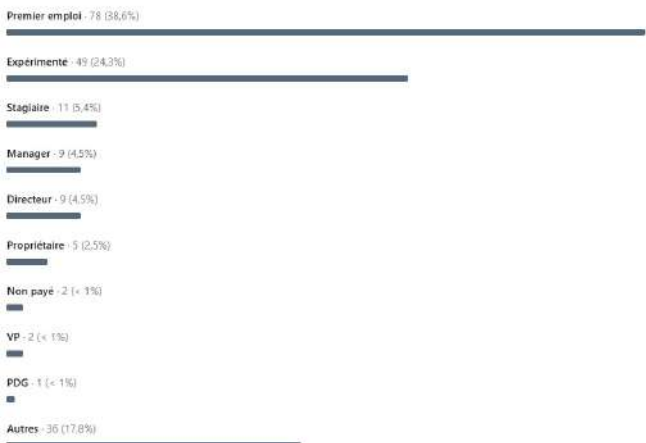 Premier emploi · 78 (38,6%)
Expérimenté · 49 (24,3%)
Stagiaire · 11 (5,4%)
Manager · 9 (4,5%)
Directeur · 9 (4,5%)
Propriétaire · 5 (2,5%)
Non payé · 2 (< 1%)
VP · 2 (< 1%)
PDG · 1 (< 1%)
Autres · 36 (17,8%)